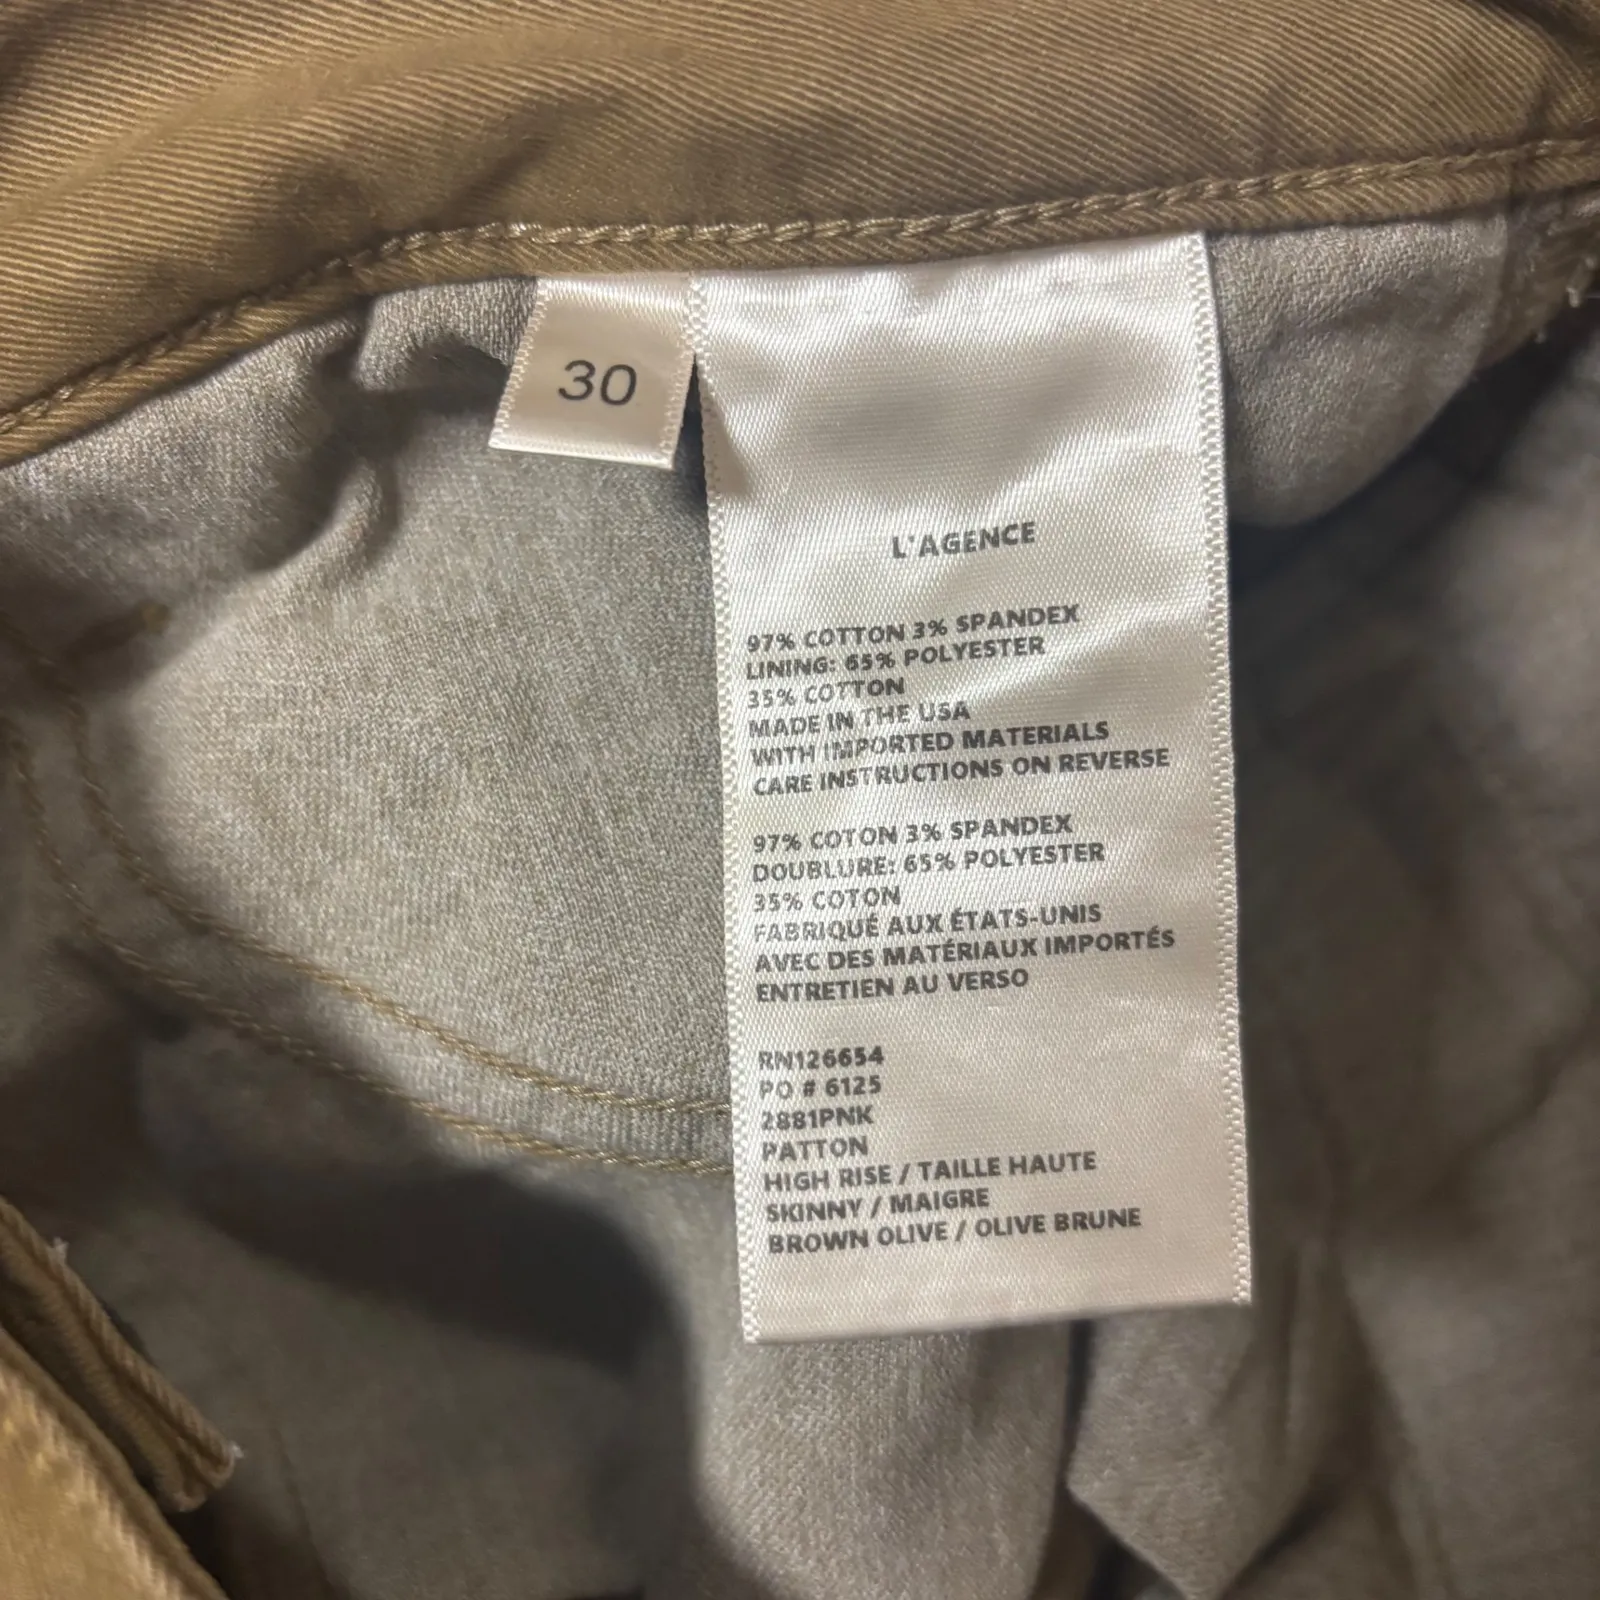 30
L'AGENCE
97% COTTON 3% SPANDEX
LINING: 65% POLYESTER
35% COTTON
MADE IN THE USA
WITH IMPORTED MATERIALS
CARE INSTRUCTIONS ON REVERSE
97% COTON 3% SPANDEX
DOUBLURE: 65% POLYESTER
35% COTON
FABRIQUÉ AUX ÉTATS-UNIS
AVEC DES MATÉRIAUX IMPORTÉS
ENTRETIEN AU VERSO
RN126654
PO # 6125
2881PNK
PATTON
HIGH RISE / TAILLE HAUTE
SKINNY / MAIGRE
BROWN OLIVE / OLIVE BRUNE